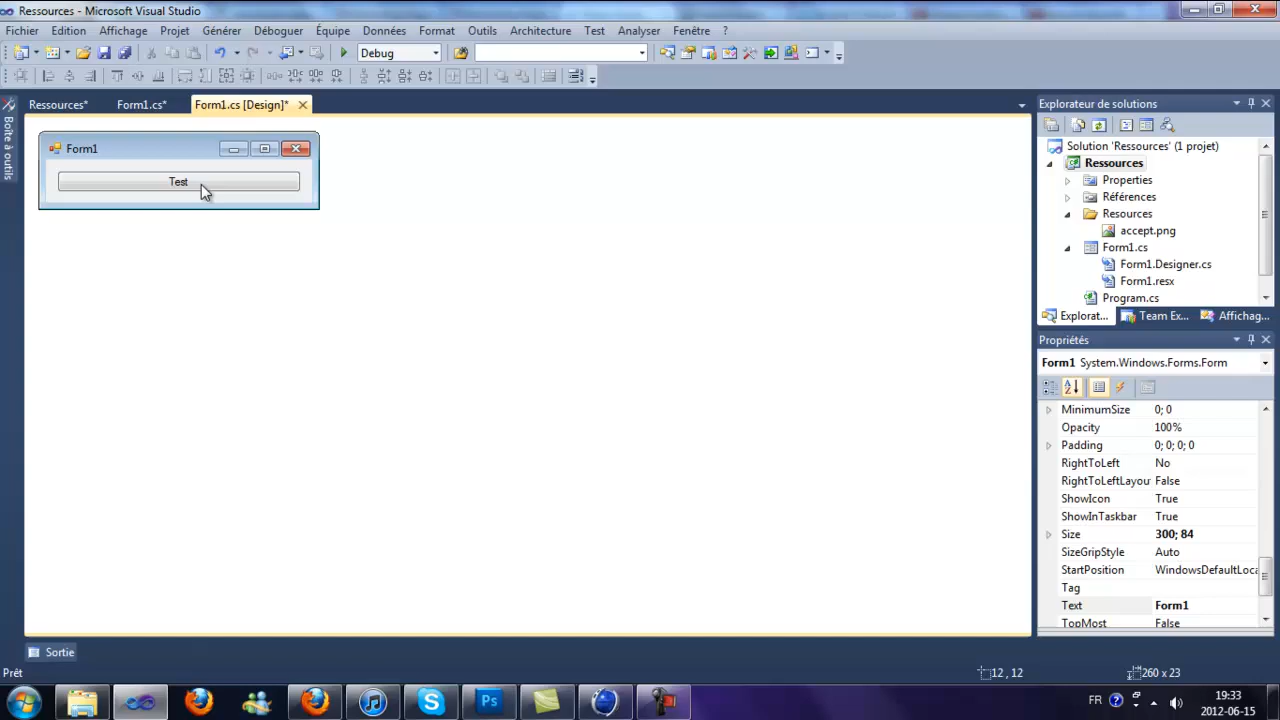 Ressources - Microsoft Visual Studio
Fichier Edition Affichage Projet Générer Déboguer Équipe Données Format Outils Architecture Test Analyser Fenêtre ?
Debug
Ressources* Form1.cs* Form1.cs [Design]*
Boîte à outils
Form1
Test
Explorateur de solutions
Solution 'Ressources' (1 projet)
Ressources
Properties
Références
Resources
accept.png
Form1.cs
Form1.Designer.cs
Form1.resx
Program.cs
Explorat... Team Ex... Affichag...
Propriétés
Form1 System.Windows.Forms.Form
MinimumSize 0; 0
Opacity 100%
Padding 0; 0; 0; 0
RightToLeft No
RightToLeftLayou False
ShowIcon True
ShowInTaskbar True
Size 300; 84
SizeGripStyle Auto
StartPosition WindowsDefaultLoca
Tag
Text Form1
TopMost False
Sortie
Prêt
12 , 12 260 x 23
Ps
FR
19:33
2012-06-15